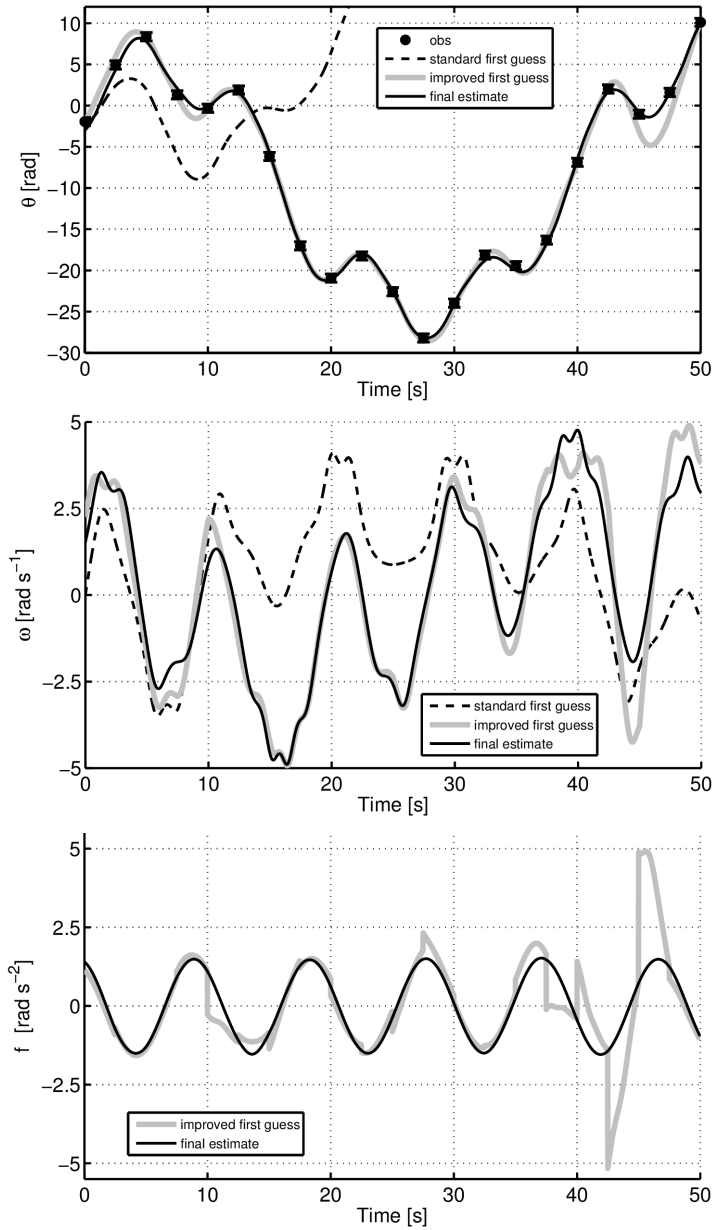 10
5
0
−5
−10
−15
−20
−25
−30
θ [rad]
obs
standard first guess
improved first guess
final estimate
0 10 20 30 40 50
Time [s]
5
2.5
0
−2.5
−5
ω [rad s−1]
standard first guess
improved first guess
final estimate
0 10 20 30 40 50
Time [s]
5
2.5
0
−2.5
−5
f [rad s−2]
improved first guess
final estimate
0 10 20 30 40 50
Time [s]